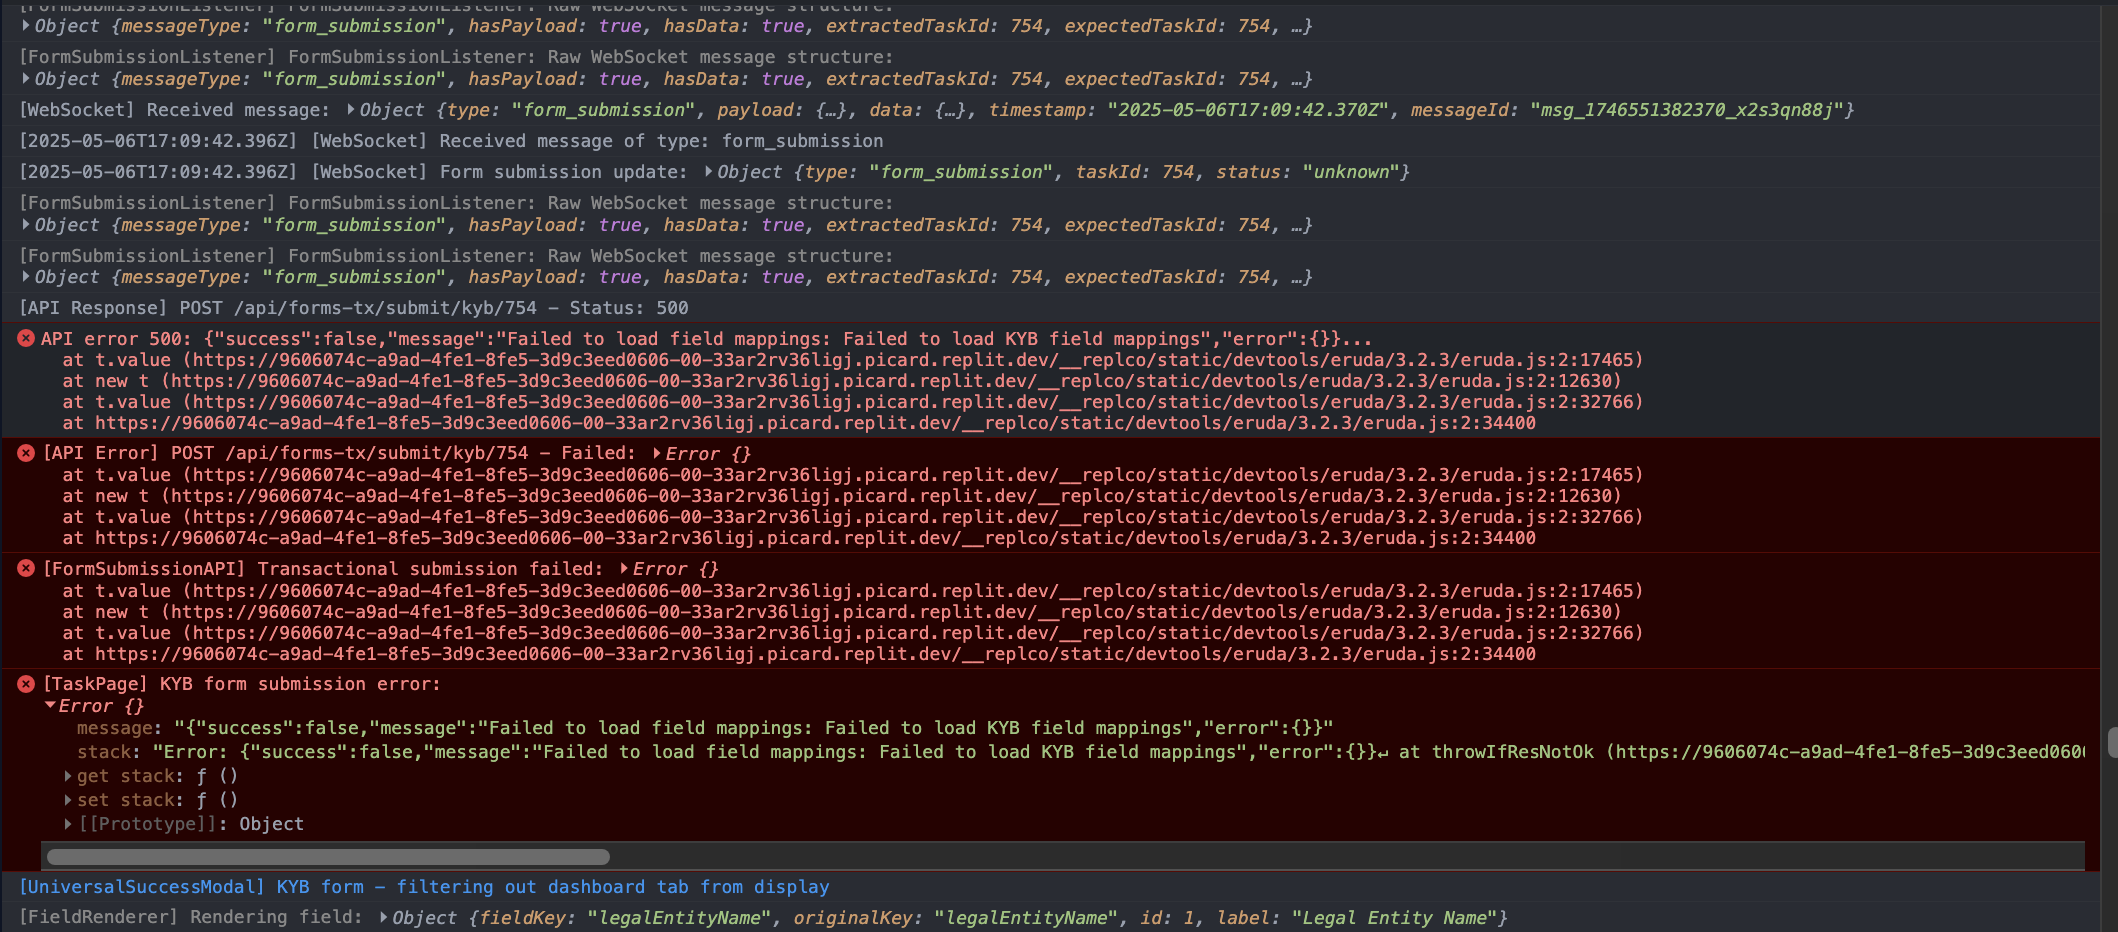 [FormSubmissionListener] FormSubmissionListener: Raw WebSocket message structure:
Object {messageType: "form_submission", hasPayload: true, hasData: true, extractedTaskId: 754, expectedTaskId: 754, …}
[FormSubmissionListener] FormSubmissionListener: Raw WebSocket message structure:
Object {messageType: "form_submission", hasPayload: true, hasData: true, extractedTaskId: 754, expectedTaskId: 754, …}
[WebSocket] Received message: Object {type: "form_submission", payload: {…}, data: {…}, timestamp: "2025-05-06T17:09:42.370Z", messageId: "msg_1746551382370_x2s3qn88j"}
[2025-05-06T17:09:42.396Z] [WebSocket] Received message of type: form_submission
[2025-05-06T17:09:42.396Z] [WebSocket] Form submission update: Object {type: "form_submission", taskId: 754, status: "unknown"}
[FormSubmissionListener] FormSubmissionListener: Raw WebSocket message structure:
Object {messageType: "form_submission", hasPayload: true, hasData: true, extractedTaskId: 754, expectedTaskId: 754, …}
[FormSubmissionListener] FormSubmissionListener: Raw WebSocket message structure:
Object {messageType: "form_submission", hasPayload: true, hasData: true, extractedTaskId: 754, expectedTaskId: 754, …}
[API Response] POST /api/forms-tx/submit/kyb/754 – Status: 500
API error 500: {"success":false,"message":"Failed to load field mappings: Failed to load KYB field mappings","error":{}}...
at t.value (https://9606074c-a9ad-4fe1-8fe5-3d9c3eed0606-00-33ar2rv36ligj.picard.replit.dev/__replco/static/devtools/eruda/3.2.3/eruda.js:2:17465)
at new t (https://9606074c-a9ad-4fe1-8fe5-3d9c3eed0606-00-33ar2rv36ligj.picard.replit.dev/__replco/static/devtools/eruda/3.2.3/eruda.js:2:12630)
at t.value (https://9606074c-a9ad-4fe1-8fe5-3d9c3eed0606-00-33ar2rv36ligj.picard.replit.dev/__replco/static/devtools/eruda/3.2.3/eruda.js:2:32766)
at https://9606074c-a9ad-4fe1-8fe5-3d9c3eed0606-00-33ar2rv36ligj.picard.replit.dev/__replco/static/devtools/eruda/3.2.3/eruda.js:2:34400
[API Error] POST /api/forms-tx/submit/kyb/754 – Failed: Error {}
at t.value (https://9606074c-a9ad-4fe1-8fe5-3d9c3eed0606-00-33ar2rv36ligj.picard.replit.dev/__replco/static/devtools/eruda/3.2.3/eruda.js:2:17465)
at new t (https://9606074c-a9ad-4fe1-8fe5-3d9c3eed0606-00-33ar2rv36ligj.picard.replit.dev/__replco/static/devtools/eruda/3.2.3/eruda.js:2:12630)
at t.value (https://9606074c-a9ad-4fe1-8fe5-3d9c3eed0606-00-33ar2rv36ligj.picard.replit.dev/__replco/static/devtools/eruda/3.2.3/eruda.js:2:32766)
at https://9606074c-a9ad-4fe1-8fe5-3d9c3eed0606-00-33ar2rv36ligj.picard.replit.dev/__replco/static/devtools/eruda/3.2.3/eruda.js:2:34400
[FormSubmissionAPI] Transactional submission failed: Error {}
at t.value (https://9606074c-a9ad-4fe1-8fe5-3d9c3eed0606-00-33ar2rv36ligj.picard.replit.dev/__replco/static/devtools/eruda/3.2.3/eruda.js:2:17465)
at new t (https://9606074c-a9ad-4fe1-8fe5-3d9c3eed0606-00-33ar2rv36ligj.picard.replit.dev/__replco/static/devtools/eruda/3.2.3/eruda.js:2:12630)
at t.value (https://9606074c-a9ad-4fe1-8fe5-3d9c3eed0606-00-33ar2rv36ligj.picard.replit.dev/__replco/static/devtools/eruda/3.2.3/eruda.js:2:32766)
at https://9606074c-a9ad-4fe1-8fe5-3d9c3eed0606-00-33ar2rv36ligj.picard.replit.dev/__replco/static/devtools/eruda/3.2.3/eruda.js:2:34400
[TaskPage] KYB form submission error:
Error {}
message: "{"success":false,"message":"Failed to load field mappings: Failed to load KYB field mappings","error":{}}"
stack: "Error: {"success":false,"message":"Failed to load field mappings: Failed to load KYB field mappings","error":{}}↵ at throwIfResNotOk (https://9606074c-a9ad-4fe1-8fe5-3d9c3eed060
get stack: ƒ ()
set stack: ƒ ()
[[Prototype]]: Object
[UniversalSuccessModal] KYB form – filtering out dashboard tab from display
[FieldRenderer] Rendering field: Object {fieldKey: "legalEntityName", originalKey: "legalEntityName", id: 1, label: "Legal Entity Name"}